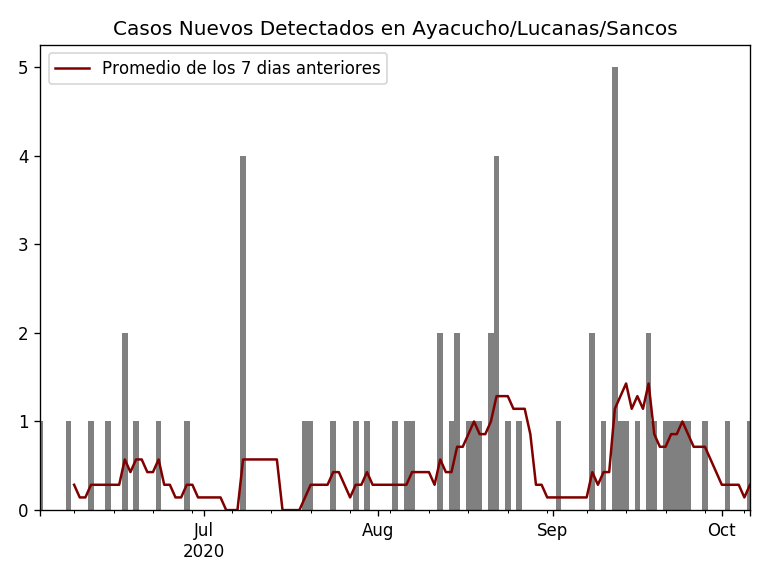 Casos Nuevos Detectados en Ayacucho/Lucanas/Sancos
Promedio de los 7 dias anteriores
5
4
3
2
1
0
Jul
2020
Aug
Sep
Oct